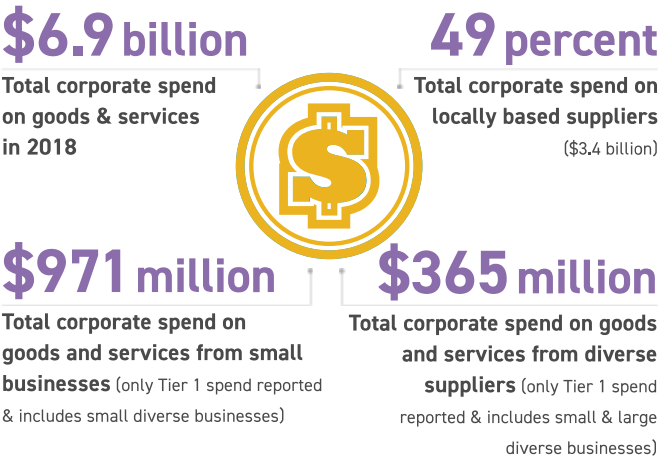 $6.9 billion
Total corporate spend
on goods & services
in 2018
49 percent
Total corporate spend on
locally based suppliers
($3.4 billion)
$971 million
Total corporate spend on
goods and services from small
businesses (only Tier 1 spend reported
& includes small diverse businesses)
$365 million
Total corporate spend on goods
and services from diverse
suppliers (only Tier 1 spend
reported & includes small & large
diverse businesses)
$